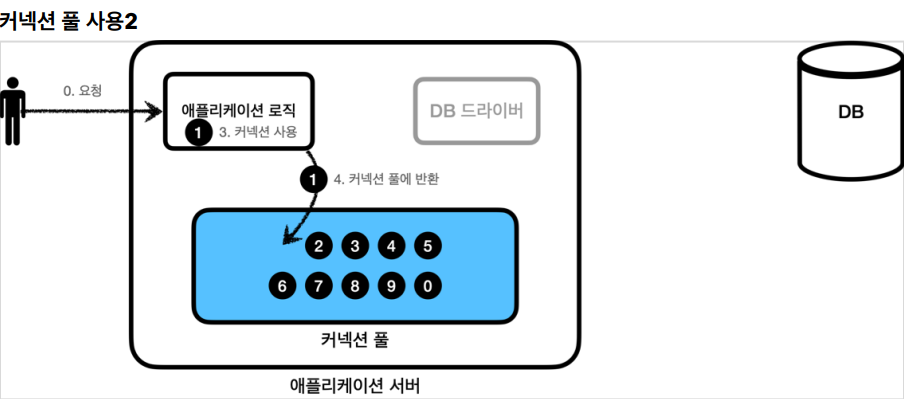 커넥션 풀 사용2
0. 요청
애플리케이션 로직
1 3. 커넥션 사용
DB 드라이버
DB
1 4. 커넥션 풀에 반환
2 3 4 5
6 7 8 9 0
커넥션 풀
애플리케이션 서버